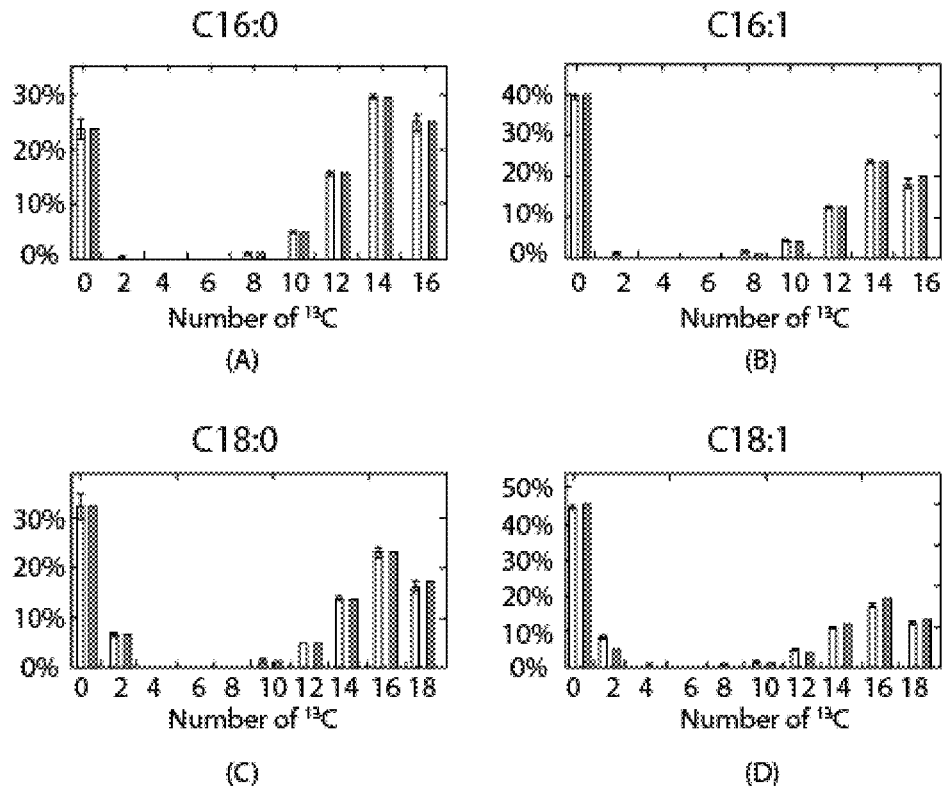 C16:0
C16:1
30%
20%
10%
0%
0 2 4 6 8 10 12 14 16
Number of ¹³C
(A)
40%
30%
20%
10%
0%
0 2 4 6 8 10 12 14 16
Number of ¹³C
(B)
C18:0
C18:1
30%
20%
10%
0%
0 2 4 6 8 10 12 14 16 18
Number of ¹³C
(C)
50%
40%
30%
20%
10%
0%
0 2 4 6 8 10 12 14 16 18
Number of ¹³C
(D)